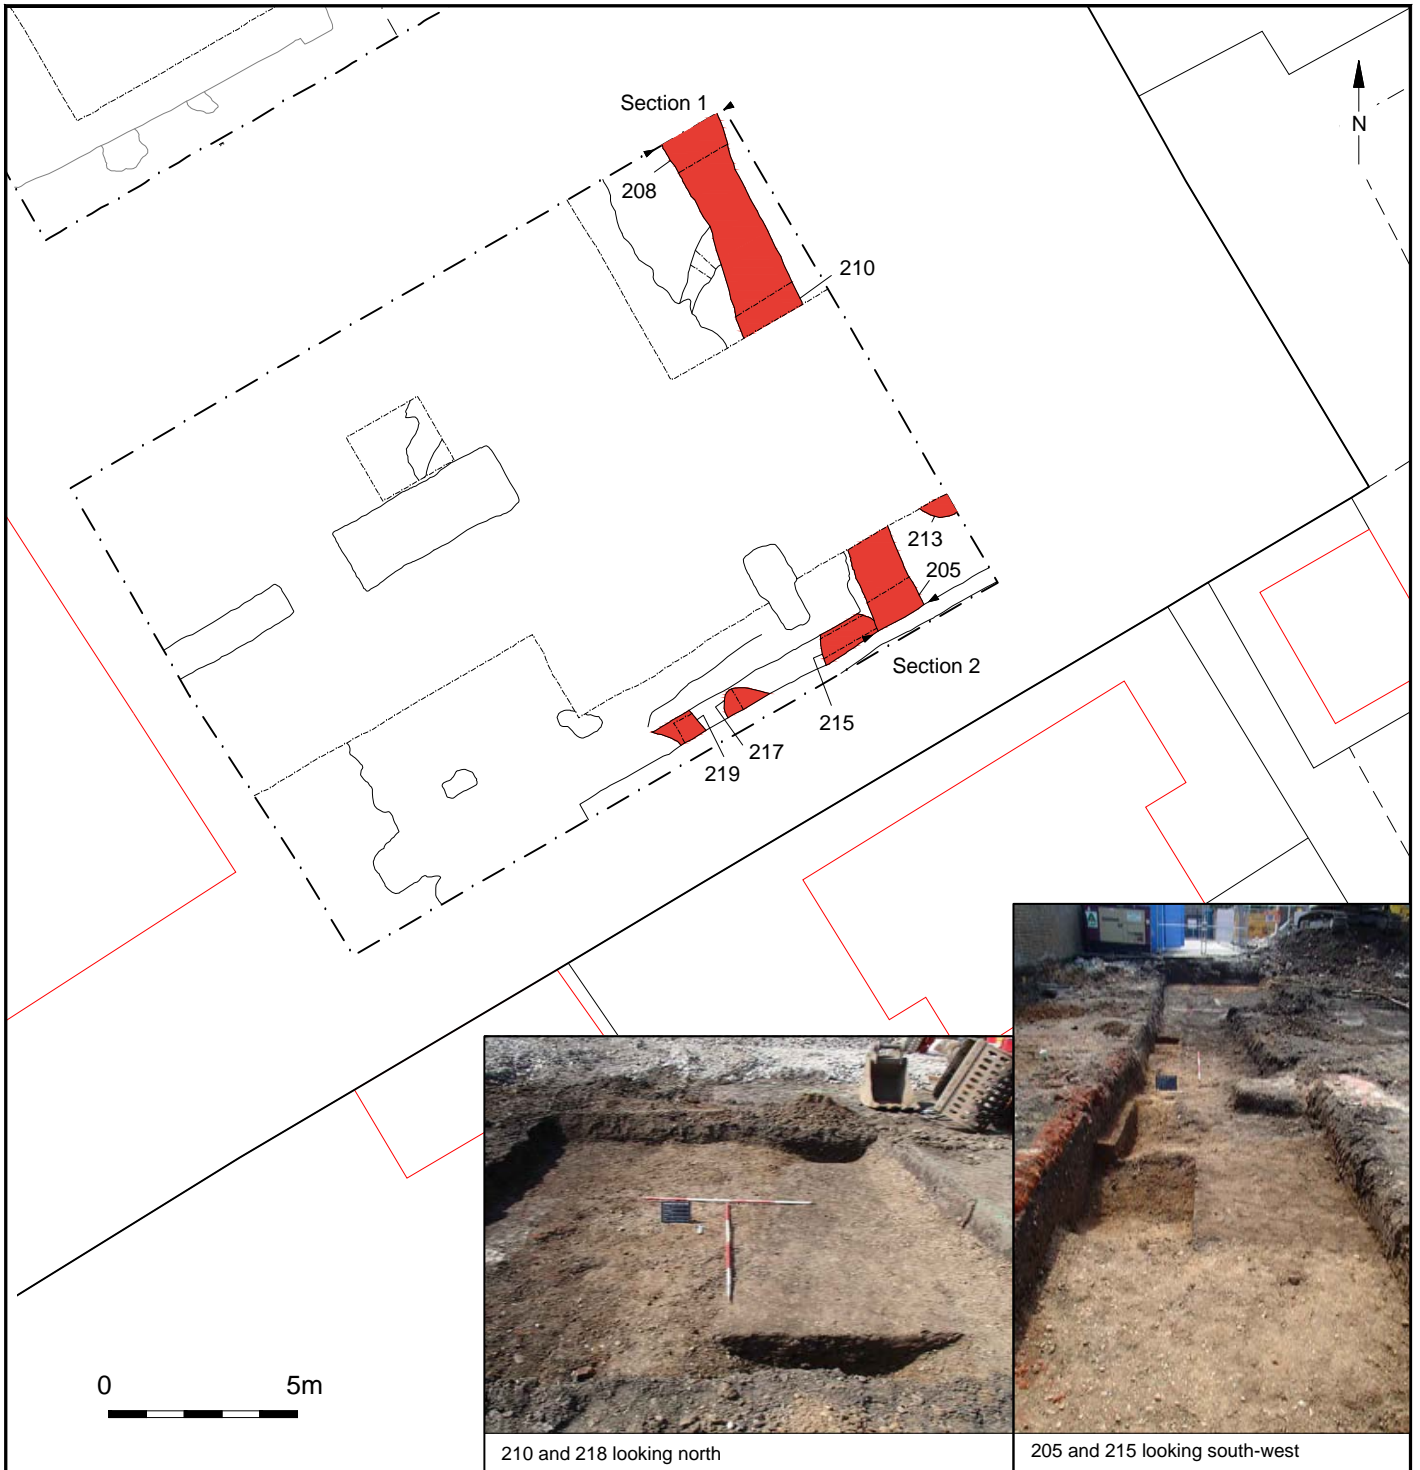 Section 1
N
208
210
213
205
Section 2
215
217
219
0 5m
210 and 218 looking north
205 and 215 looking south-west